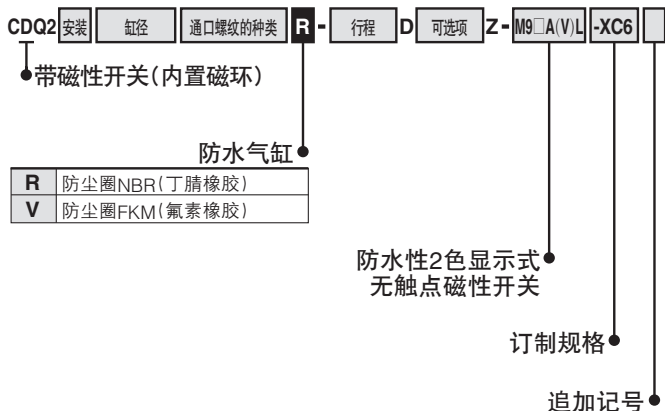 CDQ2 安装 缸径 通口螺纹的种类 R - 行程 D 可选项 Z - M9□A(V)L -XC6
带磁性开关(内置磁环)
防水气缸
R 防尘圈NBR(丁腈橡胶)
V 防尘圈FKM(氟素橡胶)
防水性2色显示式
无触点磁性开关
订制规格
追加记号